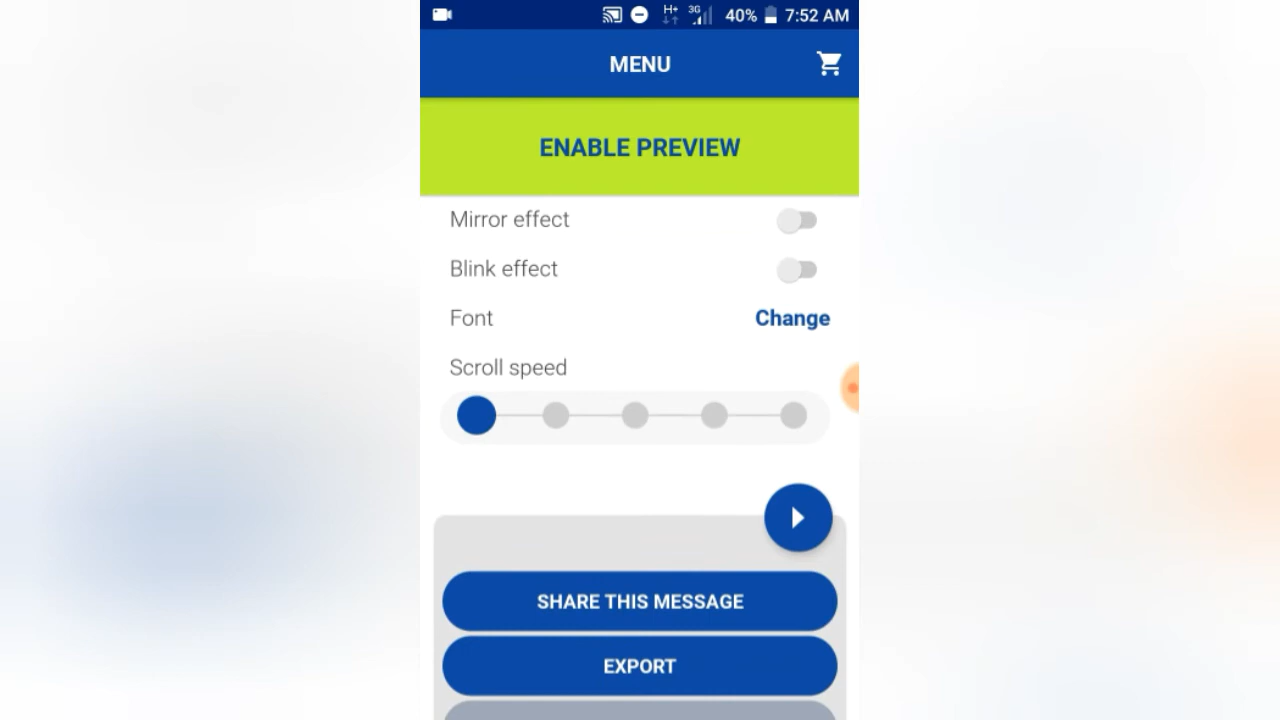 H+ 3G 40% 7:52 AM
MENU
ENABLE PREVIEW
Mirror effect
Blink effect
Font Change
Scroll speed
SHARE THIS MESSAGE
EXPORT